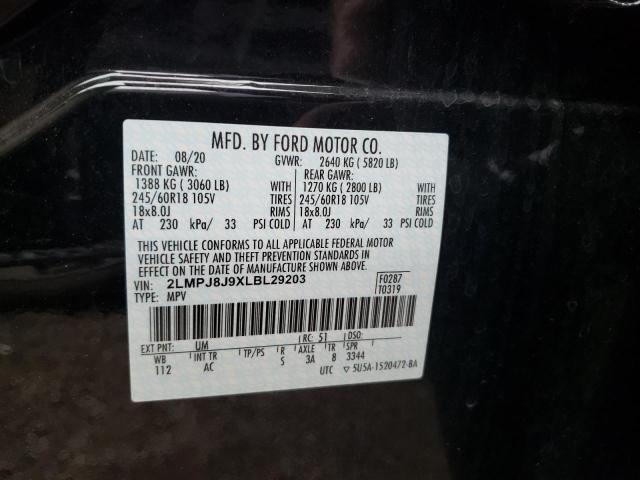 MFD. BY FORD MOTOR CO.
DATE: 08/20 GVWR: 2640 KG ( 5820 LB)
FRONT GAWR: REAR GAWR:
1388 KG ( 3060 LB) WITH 1270 KG ( 2800 LB) WITH
245/60R18 105V TIRES 245/60R18 105V TIRES
18x8.0J RIMS 18x8.0J RIMS
AT 230 kPa/ 33 PSI COLD AT 230 kPa/ 33 PSI COLD
THIS VEHICLE CONFORMS TO ALL APPLICABLE FEDERAL MOTOR
VEHICLE SAFETY AND THEFT PREVENTION STANDARDS IN
EFFECT ON THE DATE OF MANUFACTURE SHOWN ABOVE.
VIN: 2LMPJ8J9XLBL29203 F0287
TYPE: MPV T0319
EXT PNT: UM RC: 51 DSO:
WB INT TR TP/PS R AXLE TR SPR
112 AC S 3A 8 3344
UTC ▽ 5U5A-1520472-BA